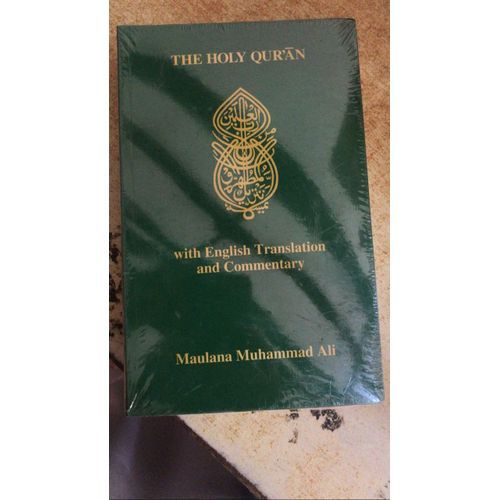 THE HOLY QUR'ĀN
with English Translation
and Commentary
Maulana Muhammad Ali